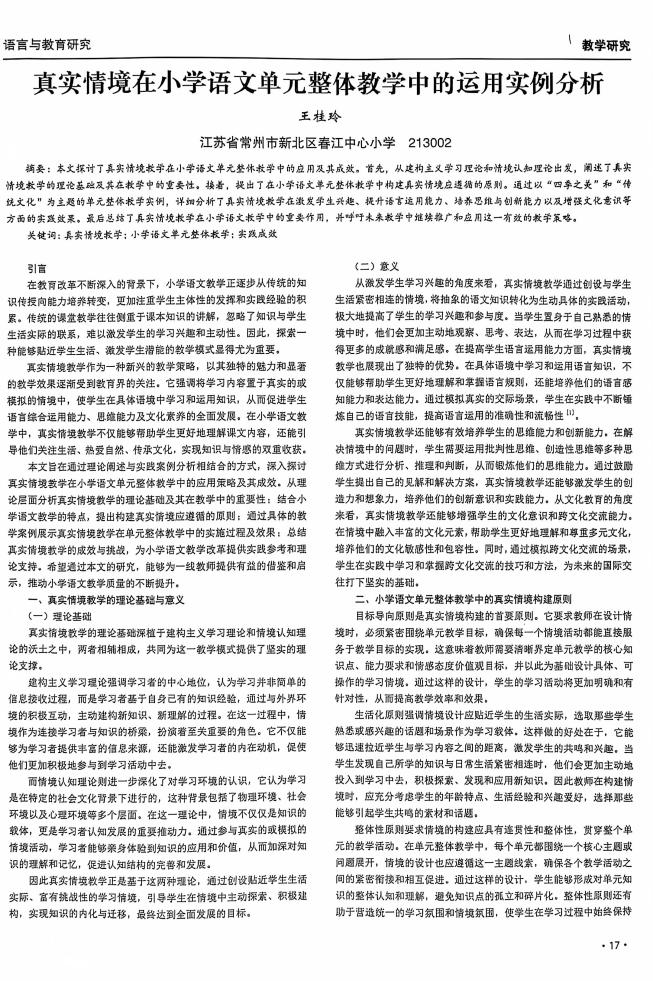 语言与教育研究
教学研究
真实情境在小学语文单元整体教学中的运用实例分析
王桂玲
江苏省常州市新北区春江中心小学 213002
摘要：本文探讨了真实情境教学在小学语文单元整体教学中的应用及其成效。首先，从建构主义学习理论和情境认知理论出发，阐述了真实
情境教学的理论基础及其在教学中的重要性。接着，提出了在小学语文单元整体教学中构建真实情境应遵循的原则。通过以“四季之美”和“传
统文化”为主题的单元整体教学实例，详细分析了真实情境教学在激发学生兴趣、提升语言运用能力、培养思维与创新能力以及增强文化意识等
方面的实践效果。最后总结了真实情境教学在小学语文教学中的重要作用，并呼吁未来教学中继续推广和应用这一有效的教学策略。
关键词：真实情境教学；小学语文单元整体教学；实践成效
引言
在教育改革不断深入的背景下，小学语文教学正逐步从传统的知
识传授向能力培养转变，更加注重学生主体性的发挥和实践经验的积
累。传统的课堂教学往往侧重于课本知识的讲解，忽略了知识与学生
生活实际的联系，难以激发学生的学习兴趣和主动性。因此，探索一
种能够贴近学生生活、激发学生潜能的教学模式显得尤为重要。
真实情境教学作为一种新兴的教学策略，以其独特的魅力和显著
的教学效果逐渐受到教育界的关注。它强调将学习内容置于真实的或
模拟的情境中，使学生在具体语境中学习和运用知识，从而促进学生
语言综合运用能力、思维能力及文化素养的全面发展。在小学语文教
学中，真实情境教学不仅能够帮助学生更好地理解课文内容，还能引
导他们关注生活、热爱自然、传承文化，实现知识与情感的双重收获。
本文旨在通过理论阐述与实践案例分析相结合的方式，深入探讨
真实情境教学在小学语文单元整体教学中的应用策略及其成效。从理
论层面分析真实情境教学的理论基础及其在教学中的重要性；结合小
学语文教学的特点，提出构建真实情境应遵循的原则；通过具体的教
学案例展示真实情境教学在单元整体教学中的实施过程及效果；总结
真实情境教学的成效与挑战，为小学语文教学改革提供实践参考和理
论支持。希望通过本文的研究，能够为一线教师提供有益的借鉴和启
示，推动小学语文教学质量的不断提升。
一、真实情境教学的理论基础与意义
（一）理论基础
真实情境教学的理论基础深植于建构主义学习理论和情境认知理
论的沃土之中，两者相辅相成，共同为这一教学模式提供了坚实的理
论支撑。
建构主义学习理论强调学习者的中心地位，认为学习并非简单的
信息接收过程，而是学习者基于自身已有的知识经验，通过与外界环
境的积极互动，主动建构新知识、新理解的过程。在这一过程中，情
境作为连接学习者与知识的桥梁，扮演着至关重要的角色。它不仅能
够为学习者提供丰富的信息来源，还能激发学习者的内在动机，促使
他们更加积极地参与到学习活动中去。
而情境认知理论则进一步深化了对学习环境的认识，它认为学习
是在特定的社会文化背景下进行的，这种背景包括了物理环境、社会
环境以及心理环境等多个层面。在这一理论中，情境不仅仅是知识的
载体，更是学习者认知发展的重要推动力。通过参与真实的或模拟的
情境活动，学习者能够亲身体验到知识的应用和价值，从而加深对知
识的理解和记忆，促进认知结构的完善和发展。
因此真实情境教学正是基于这两种理论，通过创设贴近学生生活
实际、富有挑战性的学习情境，引导学生在情境中主动探索、积极建
构，实现知识的内化与迁移，最终达到全面发展的目标。
（二）意义
从激发学生学习兴趣的角度来看，真实情境教学通过创设与学生
生活紧密相连的情境，将抽象的语文知识转化为生动具体的实践活动，
极大地提高了学生的学习兴趣和参与度。当学生置身于自己熟悉的情
境中时，他们会更加主动地观察、思考、表达，从而在学习过程中获
得更多的成就感和满足感。在提高学生语言运用能力方面，真实情境
教学也展现出了独特的优势。在具体语境中学习和运用语言知识，不
仅能够帮助学生更好地理解和掌握语言规则，还能培养他们的语言感
知能力和表达能力。通过模拟真实的交际场景，学生在实践中不断锤
炼自己的语言技能，提高语言运用的准确性和流畅性 [1]。
真实情境教学还能够有效培养学生的思维能力和创新能力。在解
决情境中的问题时，学生需要运用批判性思维、创造性思维等多种思
维方式进行分析、推理和判断，从而锻炼他们的思维能力。通过鼓励
学生提出自己的见解和解决方案，真实情境教学还能够激发学生的创
造力和想象力，培养他们的创新意识和实践能力。从文化教育的角度
来看，真实情境教学还能够增强学生的文化意识和跨文化交流能力。
在情境中融入丰富的文化元素，帮助学生更好地理解和尊重多元文化，
培养他们的文化敏感性和包容性。同时，通过模拟跨文化交流的场景，
学生在实践中学习和掌握跨文化交流的技巧和方法，为未来的国际交
往打下坚实的基础。
二、小学语文单元整体教学中的真实情境构建原则
目标导向原则是真实情境构建的首要原则。它要求教师在设计情
境时，必须紧密围绕单元教学目标，确保每一个情境活动都能直接服
务于教学目标的实现。这意味着教师需要清晰界定单元教学的核心知
识点、能力要求和情感态度价值观目标，并以此为基础设计具体、可
操作的学习情境。通过这样的设计，学生的学习活动将更加明确和有
针对性，从而提高教学效率和效果。
生活化原则强调情境设计应贴近学生的生活实际，选取那些学生
熟悉或感兴趣的话题和场景作为学习载体。这样做的好处在于，它能
够迅速拉近学生与学习内容之间的距离，激发学生的共鸣和兴趣。当
学生发现自己所学的知识与日常生活紧密相连时，他们会更加主动地
投入到学习中去，积极探索、发现和应用新知识。因此教师在构建情
境时，应充分考虑学生的年龄特点、生活经验和兴趣爱好，选择那些
能够引起学生共鸣的素材和话题。
整体性原则要求情境的构建应具有连贯性和整体性，贯穿整个单
元的教学活动。在单元整体教学中，每个单元都围绕一个核心主题或
问题展开，情境的设计也应遵循这一主题线索，确保各个教学活动之
间的紧密衔接和相互促进。通过这样的设计，学生能够形成对单元知
识的整体认知和理解，避免知识点的孤立和碎片化。整体性原则还有
助于营造统一的学习氛围和情境氛围，使学生在学习过程中始终保持
·17·